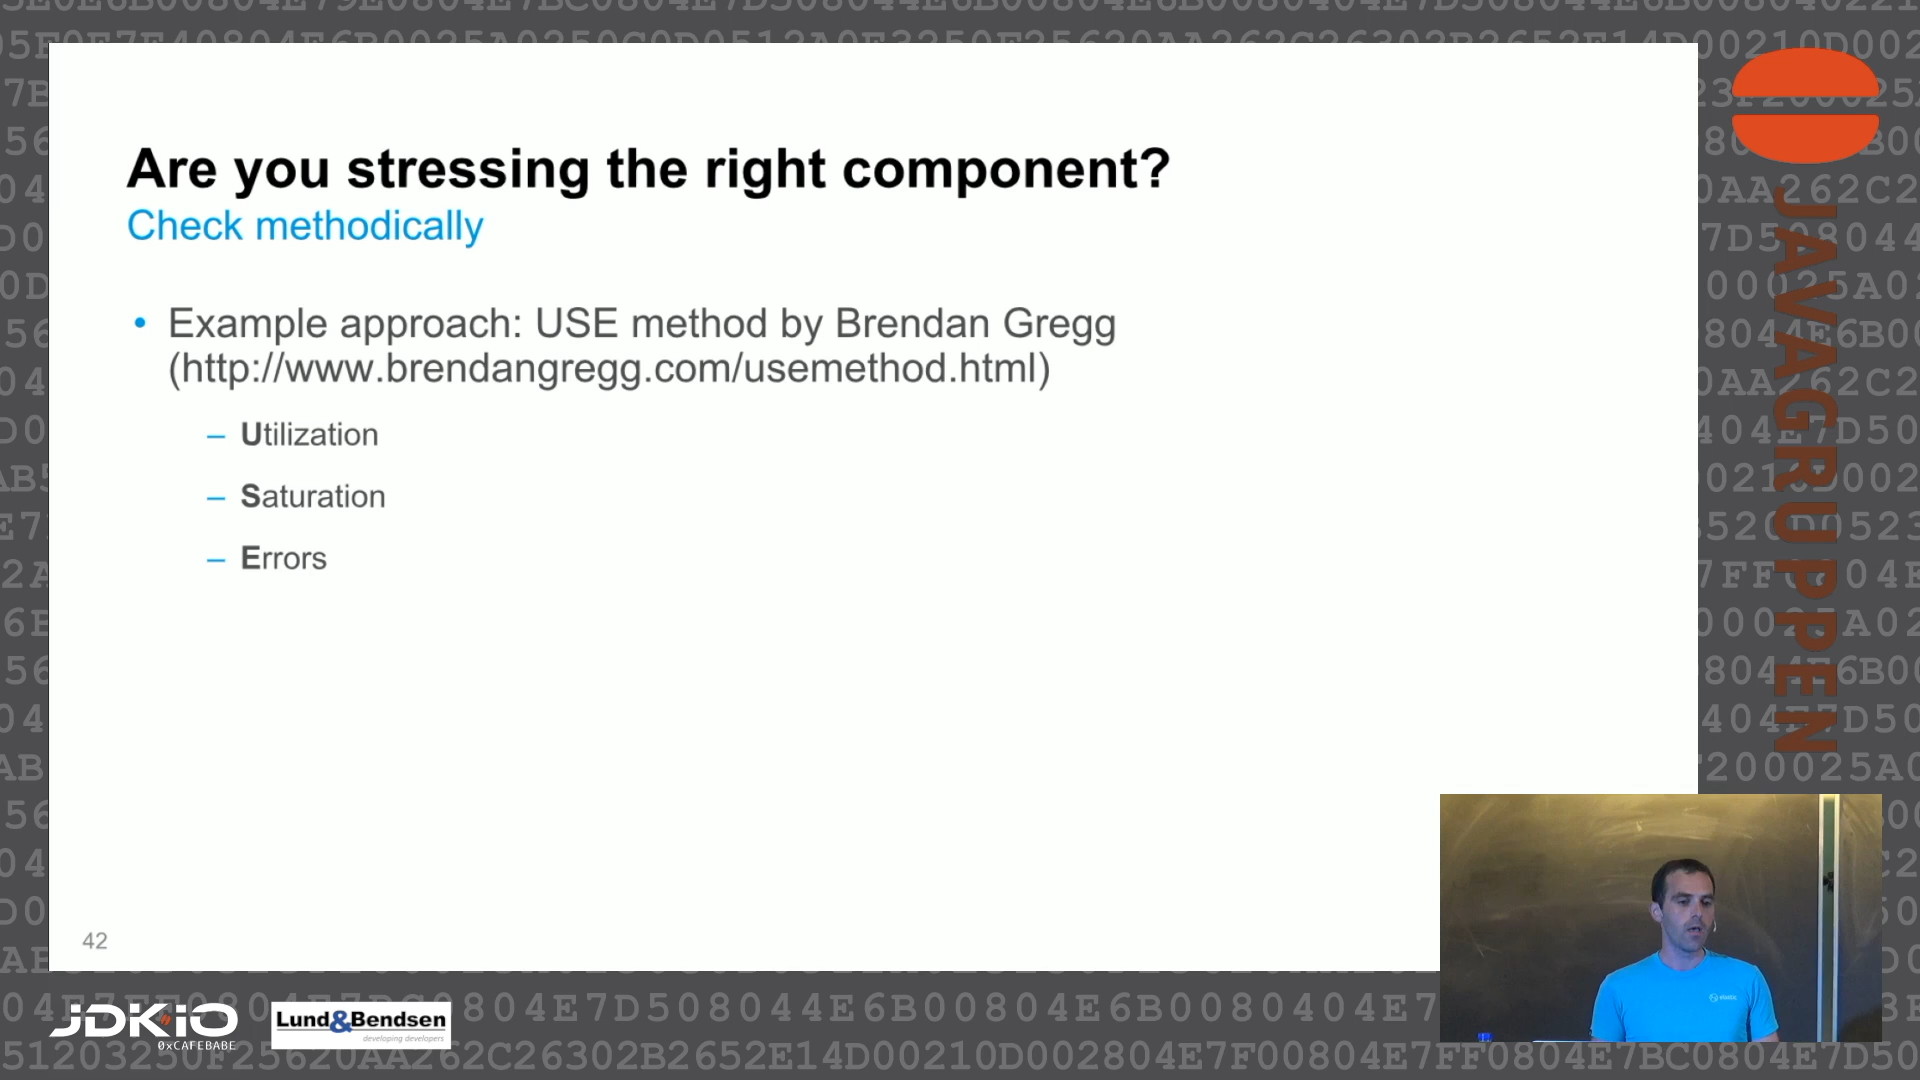 Are you stressing the right component?
Check methodically
• Example approach: USE method by Brendan Gregg
(http://www.brendangregg.com/usemethod.html)
– Utilization
– Saturation
– Errors
42
JAVAGRUPPEN
JDKIO
0xCAFEBABE
Lund&Bendsen
developing developers
elastic